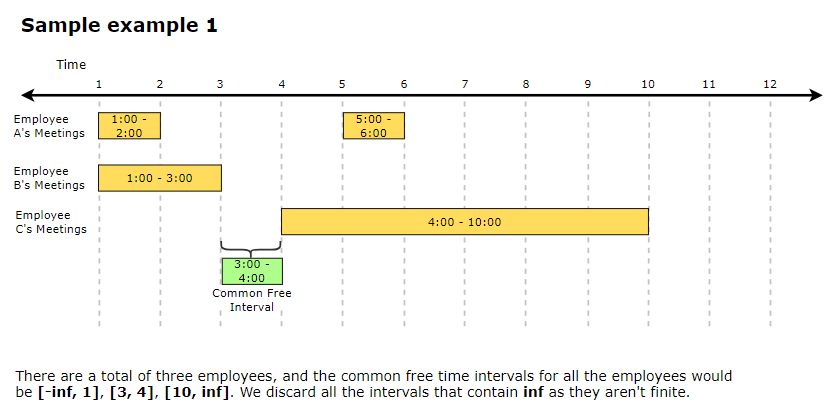 Sample example 1
Time
1 2 3 4 5 6 7 8 9 10 11 12
Employee
A's Meetings
1:00 -
2:00
5:00 -
6:00
Employee
B's Meetings
1:00 - 3:00
Employee
C's Meetings
4:00 - 10:00
3:00 -
4:00
Common Free
Interval
There are a total of three employees, and the common free time intervals for all the employees would
be [-inf, 1], [3, 4], [10, inf]. We discard all the intervals that contain inf as they aren't finite.